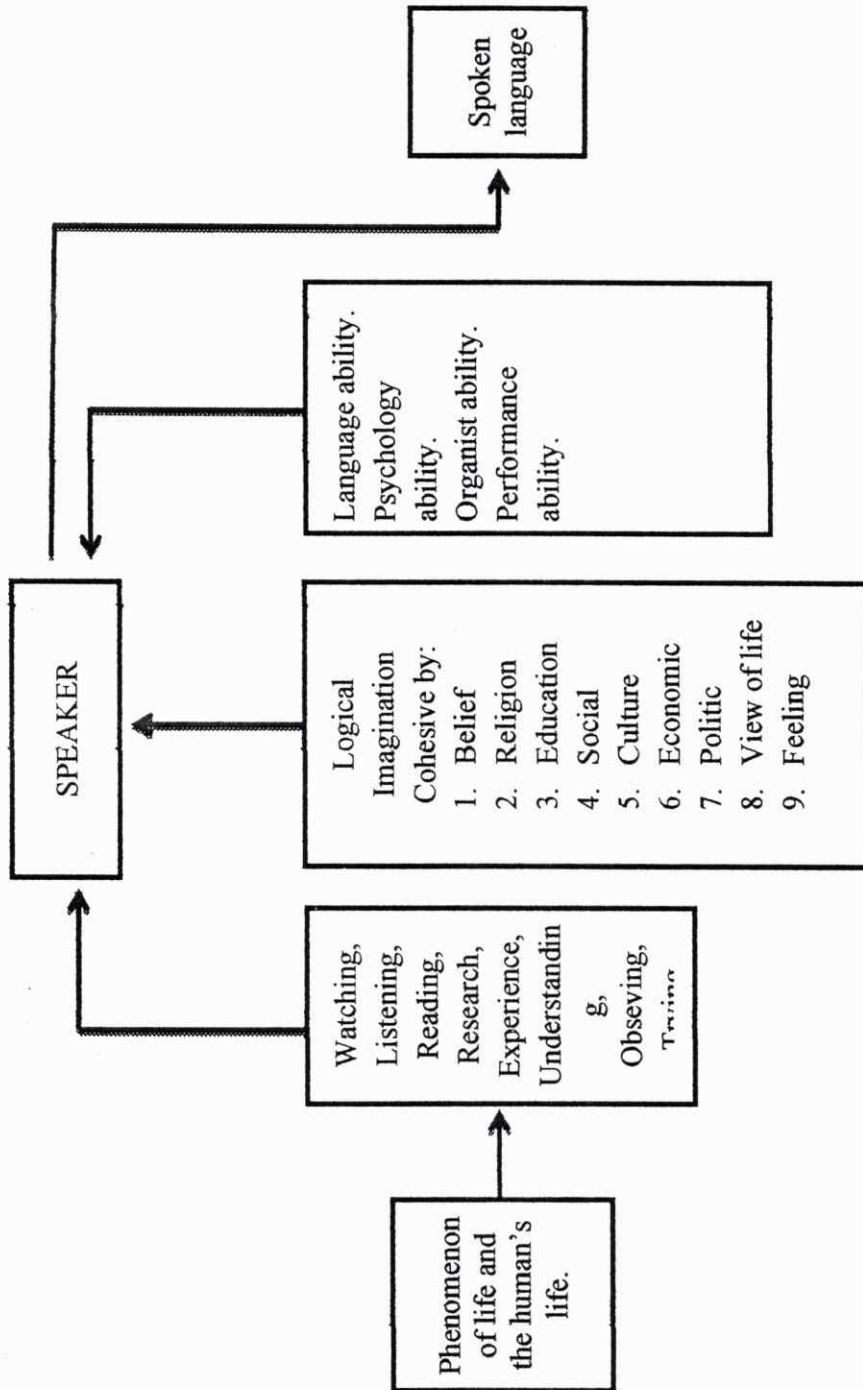 SPEAKER
Phenomenon
of life and
the human's
life.
Watching,
Listening,
Reading,
Research,
Experience,
Understandin
g,
Obseving,
Logical
Imagination
Cohesive by:
1. Belief
2. Religion
3. Education
4. Social
5. Culture
6. Economic
7. Politic
8. View of life
9. Feeling
Language ability.
Psychology
ability.
Organist ability.
Performance
ability.
Spoken
language